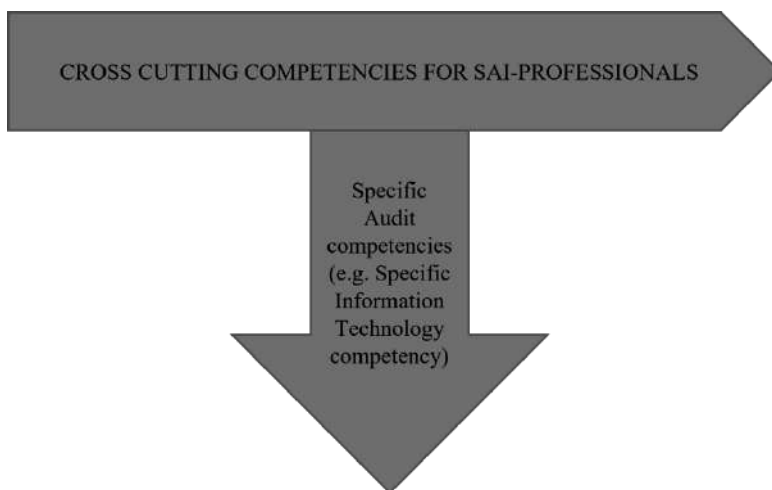 CROSS CUTTING COMPETENCIES FOR SAI-PROFESSIONALS
Specific
Audit
competencies
(e.g. Specific
Information
Technology
competency)